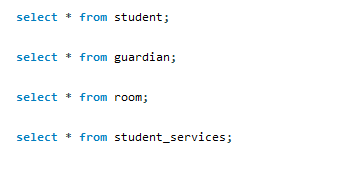 select * from student;
select * from guardian;
select * from room;
select * from student_services;